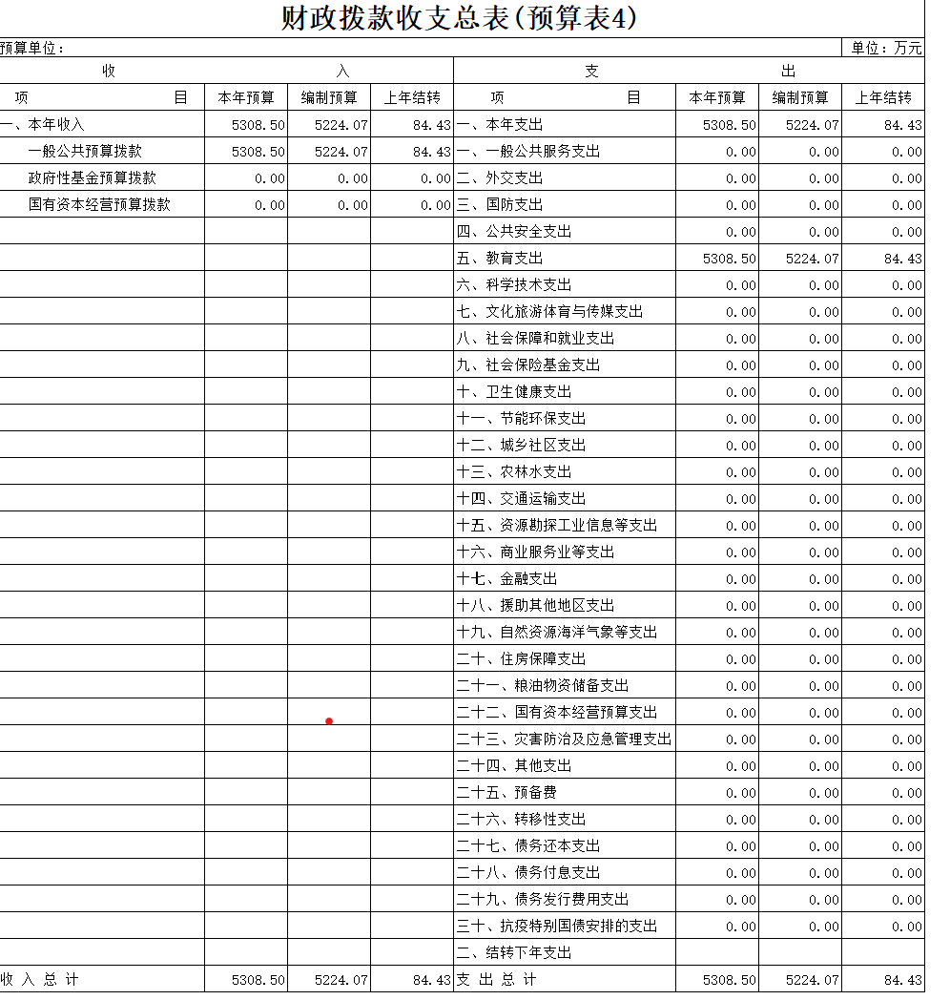 财政拨款收支总表(预算表4)
预算单位: 单位: 万元
收 入 支 出
项 目 本年预算 编制预算 上年结转 项 目 本年预算 编制预算 上年结转
一、本年收入 5308.50 5224.07 84.43 一、本年支出 5308.50 5224.07 84.43
一般公共预算拨款 5308.50 5224.07 84.43 一、一般公共服务支出 0.00 0.00 0.00
政府性基金预算拨款 0.00 0.00 0.00 二、外交支出 0.00 0.00 0.00
国有资本经营预算拨款 0.00 0.00 0.00 三、国防支出 0.00 0.00 0.00
四、公共安全支出 0.00 0.00 0.00
五、教育支出 5308.50 5224.07 84.43
六、科学技术支出 0.00 0.00 0.00
七、文化旅游体育与传媒支出 0.00 0.00 0.00
八、社会保障和就业支出 0.00 0.00 0.00
九、社会保险基金支出 0.00 0.00 0.00
十、卫生健康支出 0.00 0.00 0.00
十一、节能环保支出 0.00 0.00 0.00
十二、城乡社区支出 0.00 0.00 0.00
十三、农林水支出 0.00 0.00 0.00
十四、交通运输支出 0.00 0.00 0.00
十五、资源勘探工业信息等支出 0.00 0.00 0.00
十六、商业服务业等支出 0.00 0.00 0.00
十七、金融支出 0.00 0.00 0.00
十八、援助其他地区支出 0.00 0.00 0.00
十九、自然资源海洋气象等支出 0.00 0.00 0.00
二十、住房保障支出 0.00 0.00 0.00
二十一、粮油物资储备支出 0.00 0.00 0.00
二十二、国有资本经营预算支出 0.00 0.00 0.00
二十三、灾害防治及应急管理支出 0.00 0.00 0.00
二十四、其他支出 0.00 0.00 0.00
二十五、预备费 0.00 0.00 0.00
二十六、转移性支出 0.00 0.00 0.00
二十七、债务还本支出 0.00 0.00 0.00
二十八、债务付息支出 0.00 0.00 0.00
二十九、债务发行费用支出 0.00 0.00 0.00
三十、抗疫特别国债安排的支出 0.00 0.00 0.00
二、结转下年支出
收 入 总 计 5308.50 5224.07 84.43 支 出 总 计 5308.50 5224.07 84.43